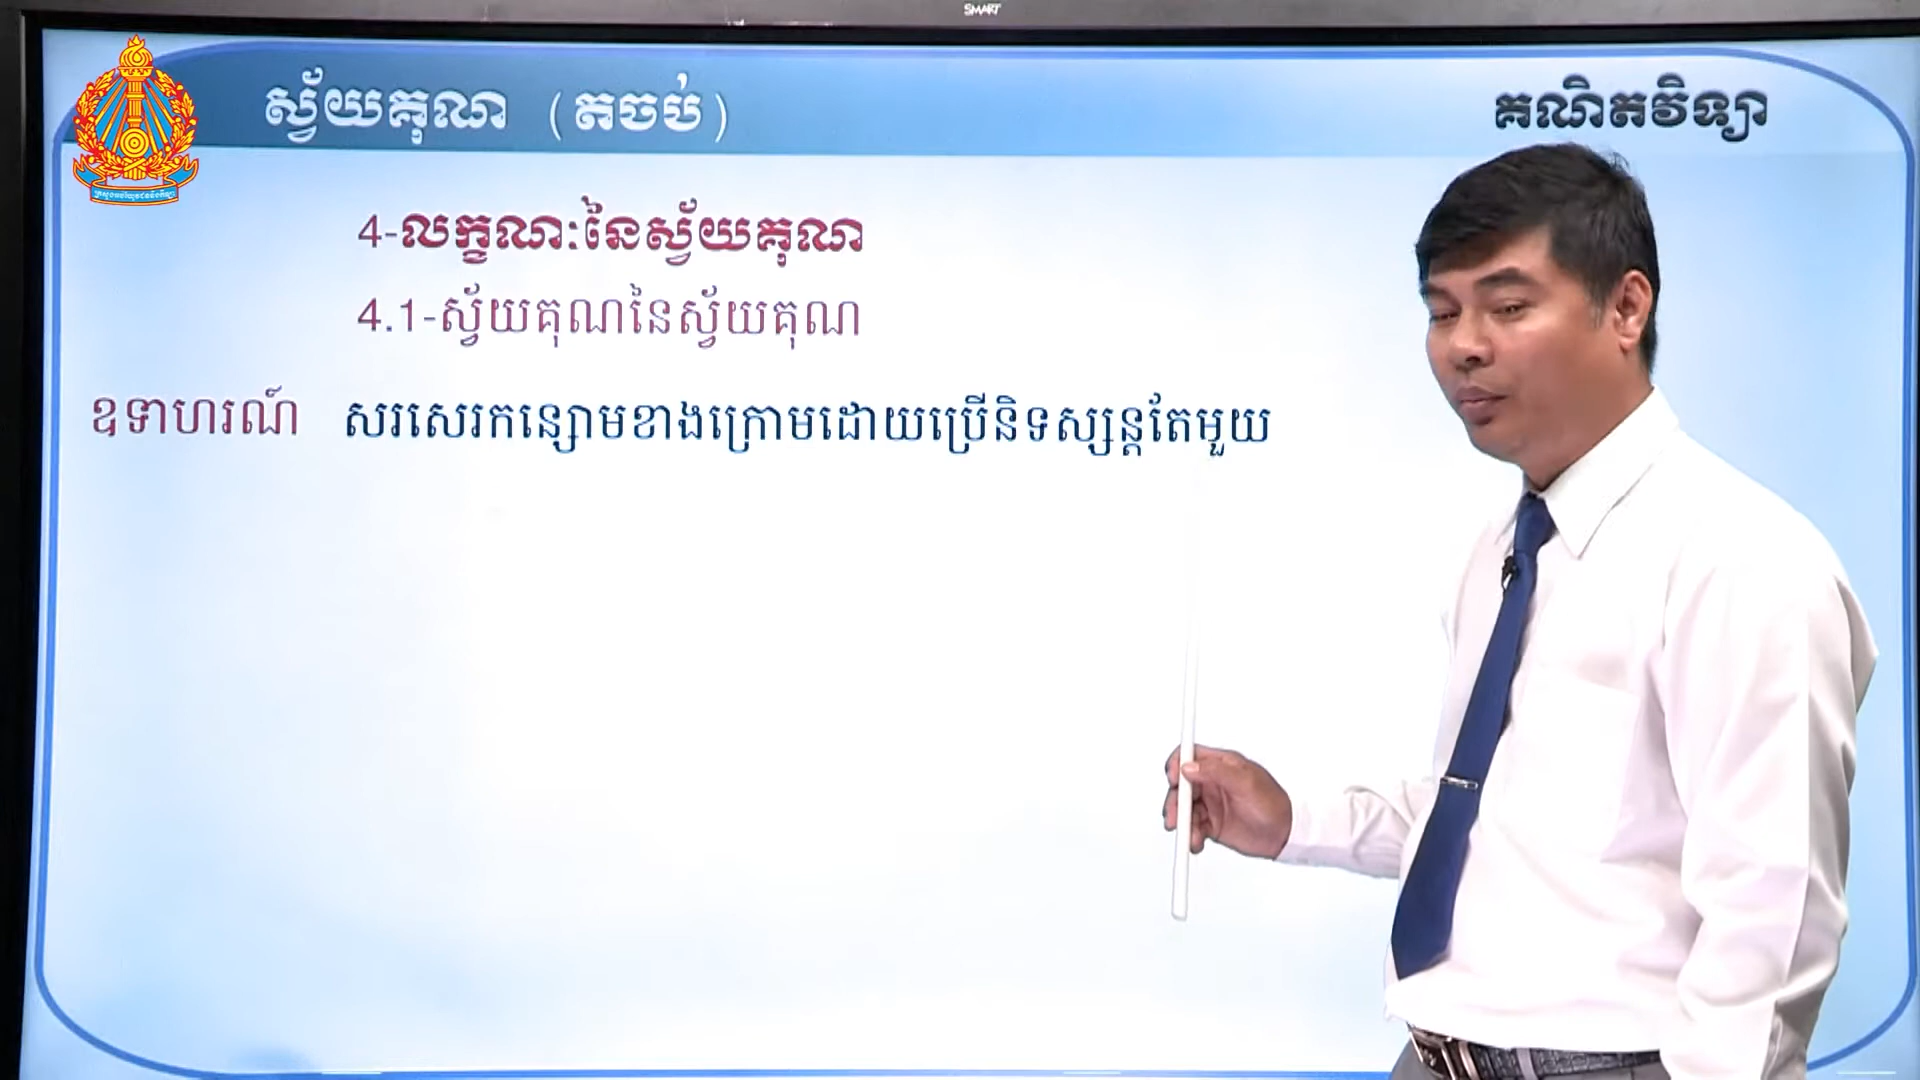 SMART
ស្វ័យគុណ (តចប់)
គណិតវិទ្យា
4-លក្ខណៈនៃស្វ័យគុណ
4.1-ស្វ័យគុណនៃស្វ័យគុណ
ឧទាហរណ៍ សរសេរកន្សោមខាងក្រោមដោយប្រើនិទស្សន្តតែមួយ